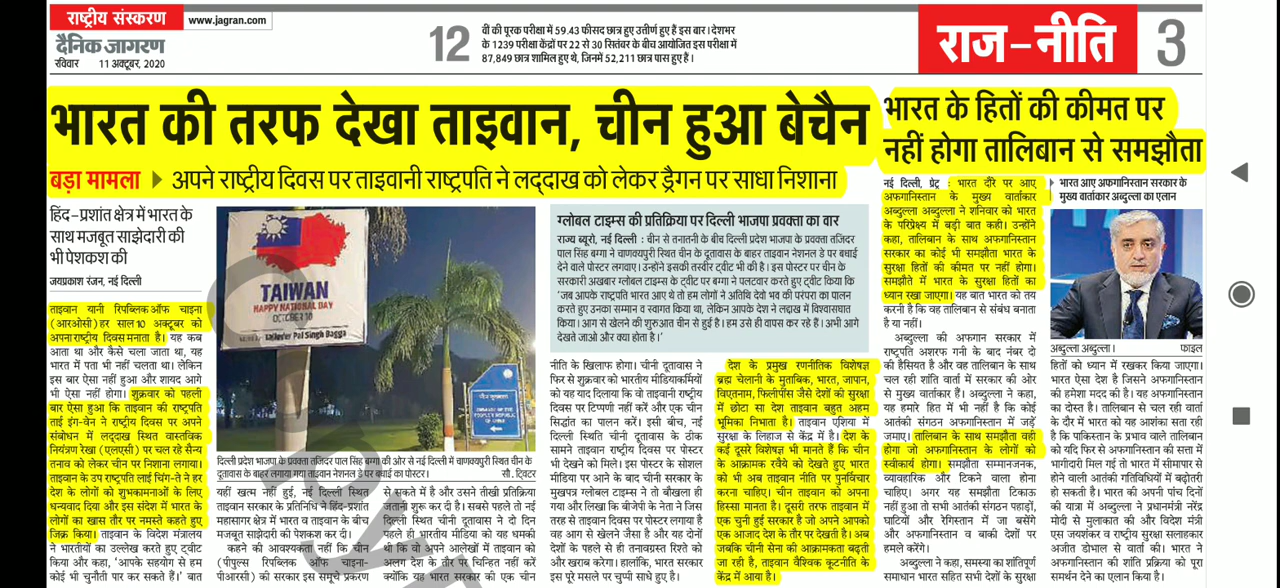 राष्ट्रीय संस्करण
www.jagran.com
दैनिक जागरण
रविवार 11 अक्टूबर, 2020
12
वीं की पूरक परीक्षा में 59.43 फीसद छात्र हुए उत्तीर्ण हुए हैं इस बार। देशभर
के 1239 परीक्षा केंद्रों पर 22 से 30 सितंबर के बीच आयोजित इस परीक्षा में
87,849 छात्र शामिल हुए थे, जिनमें 52,211 छात्र पास हुए हैं।
राज-नीति
3
भारत की तरफ देखा ताइवान, चीन हुआ बेचैन
बड़ा मामला ▶ अपने राष्ट्रीय दिवस पर ताइवानी राष्ट्रपति ने लद्दाख को लेकर ड्रैगन पर साधा निशाना
हिंद-प्रशांत क्षेत्र में भारत के
साथ मजबूत साझेदारी की
भी पेशकश की
जयप्रकाश रंजन, नई दिल्ली
ताइवान यानी रिपब्लिक ऑफ चाइना
(आरओसी) हर साल 10 अक्टूबर को
अपना राष्ट्रीय दिवस मनाता है। यह कब
आता था और कैसे चला जाता था, यह
भारत में पता भी नहीं चलता था। लेकिन
इस बार ऐसा नहीं हुआ और शायद आगे
भी ऐसा नहीं होगा। शुक्रवार को पहली
बार ऐसा हुआ कि ताइवान की राष्ट्रपति
ताई इंग-वेन ने राष्ट्रीय दिवस पर अपने
संबोधन में लद्दाख स्थित वास्तविक
नियंत्रण रेखा (एलएसी) पर चल रहे सैन्य
तनाव को लेकर चीन पर निशाना लगाया।
ताइवान के उप राष्ट्रपति लाई चिंग-ते ने हर
देश के लोगों को शुभकामनाओं के लिए
धन्यवाद दिया और इस संदेश में भारत के
लोगों का खास तौर पर नमस्ते कहते हुए
जिक्र किया। ताइवान के विदेश मंत्रालय
ने भारतीयों का उल्लेख करते हुए ट्वीट
किया और कहा, 'आपके सहयोग से हम
कोई भी चुनौती पार कर सकते हैं।' बात
TAIWAN
HAPPY NATIONAL DAY
OCTOBER 10
Tajinder Pal Singh Bagga
EMBASSY OF THE
PEOPLE'S REPUBLIC
OF CHINA
दिल्ली प्रदेश भाजपा के प्रवक्ता तजिंदर पाल सिंह बग्गा की ओर से नई दिल्ली में चाणक्यपुरी स्थित चीन के
दूतावास के बाहर लगाया गया ताइवान नेशनल डे पर बधाई का पोस्टर। सौ. ट्विटर
यहीं खत्म नहीं हुई, नई दिल्ली स्थित
ताइवान सरकार के प्रतिनिधि ने हिंद-प्रशांत
महासागर क्षेत्र में भारत व ताइवान के बीच
मजबूत साझेदारी की पेशकश कर दी।
कहने की आवश्यकता नहीं कि चीन
(पीपुल्स रिपब्लिक ऑफ चाइना-
पीआरसी) की सरकार इस समूचे प्रकरण
से सकते में है और उसने तीखी प्रतिक्रिया
जतानी शुरू कर दी है। सबसे पहले तो नई
दिल्ली स्थित चीनी दूतावास ने दो दिन
पहले ही भारतीय मीडिया को यह धमकी
थी कि वो अपने आलेखों में ताइवान को
अलग देश के तौर पर चिन्हित नहीं करें
क्योंकि यह भारत सरकार की एक चीन
ग्लोबल टाइम्स की प्रतिक्रिया पर दिल्ली भाजपा प्रवक्ता का वार
राज्य ब्यूरो, नई दिल्ली : चीन से तनातनी के बीच दिल्ली प्रदेश भाजपा के प्रवक्ता तजिंदर
पाल सिंह बग्गा ने चाणक्यपुरी स्थित चीन के दूतावास के बाहर ताइवान नेशनल डे पर बधाई
देने वाले पोस्टर लगवाए। उन्होंने इसकी तस्वीर ट्वीट भी की है। इस पोस्टर पर चीन के
सरकारी अखबार ग्लोबल टाइम्स के ट्वीट पर बग्गा ने पलटवार करते हुए ट्वीट किया कि
'जब आपके राष्ट्रपति भारत आए थे तो हम लोगों ने अतिथि देवो भव की परंपरा का पालन
करते हुए उनका सम्मान व स्वागत किया था, लेकिन आपके देश ने लद्दाख में विश्वासघात
किया। आग से खेलने की शुरुआत चीन से हुई है। हम उसे ही वापस कर रहे हैं। अभी आगे
देखते जाओ और क्या होता है।'
नीति के खिलाफ होगा। चीनी दूतावास ने
फिर से शुक्रवार को भारतीय मीडियाकर्मियों
को यह याद दिलाया कि वो ताइवानी राष्ट्रीय
दिवस पर टिप्पणी नहीं करें और एक चीन
सिद्धांत का पालन करें। इसी बीच, नई
दिल्ली स्थिति चीनी दूतावास के ठीक
सामने ताइवान राष्ट्रीय दिवस पर पोस्टर
भी देखने को मिला। इस पोस्टर के सोशल
मीडिया पर आने के बाद चीनी सरकार के
मुखपत्र ग्लोबल टाइम्स ने तो बौखला ही
गया और लिखा कि बीजेपी के नेता ने जिस
तरह से ताइवान दिवस पर पोस्टर लगाया है
वह आग से खेलने जैसा है और यह दोनों
देशों के पहले से ही तनावग्रस्त रिश्ते को
और खराब करेगा। हालांकि, भारत सरकार
इस पूरे मसले पर चुप्पी साधे हुए है।
देश के प्रमुख रणनीतिक विशेषज्ञ
ब्रह्म चेलानी के मुताबिक, भारत, जापान,
विएतनाम, फिलीपींस जैसे देशों की सुरक्षा
में छोटा सा देश ताइवान बहुत अहम
भूमिका निभाता है। ताइवान एशिया में
सुरक्षा के लिहाज से केंद्र में है। देश के
कई दूसरे विशेषज्ञ भी मानते हैं कि चीन
के आक्रामक रवैये को देखते हुए भारत
को भी अब ताइवान नीति पर पुनर्विचार
करना चाहिए। चीन ताइवान को अपना
हिस्सा मानता है। दूसरी तरफ ताइवान में
एक चुनी हुई सरकार है जो अपने आपको
एक आजाद देश के तौर पर देखती है। अब
जबकि चीनी सेना की आक्रामकता बढ़ती
जा रही है, ताइवान वैश्विक कूटनीति के
केंद्र में आया है।
भारत के हितों की कीमत पर
नहीं होगा तालिबान से समझौता
नई दिल्ली, प्रेट्र : भारत दौरे पर आए
अफगानिस्तान के मुख्य वार्ताकार
अब्दुल्ला अब्दुल्ला ने शनिवार को भारत
के परिप्रेक्ष्य में बड़ी बात कही। उन्होंने
कहा, तालिबान के साथ अफगानिस्तान
सरकार का कोई भी समझौता भारत के
सुरक्षा हितों की कीमत पर नहीं होगा।
समझौते में भारत के सुरक्षा हितों का
ध्यान रखा जाएगा। यह बात भारत को तय
करनी है कि वह तालिबान से संबंध बनाता
है या नहीं।
अब्दुल्ला की अफगान सरकार में
राष्ट्रपति अशरफ गनी के बाद नंबर दो
की हैसियत है और वह तालिबान के साथ
चल रही शांति वार्ता में सरकार की ओर
से मुख्य वार्ताकार हैं। अब्दुल्ला ने कहा,
यह हमारे हित में भी नहीं है कि कोई
आतंकी संगठन अफगानिस्तान में जड़ें
जमाए। तालिबान के साथ समझौता वही
होगा जो अफगानिस्तान के लोगों को
स्वीकार्य होगा। समझौता सम्मानजनक,
व्यावहारिक और टिकने वाला होना
चाहिए। अगर यह समझौता टिकाऊ
नहीं हुआ तो सभी आतंकी संगठन पहाड़ों,
घाटियों और रेगिस्तान में जा बसेंगे
और अफगानिस्तान व बाकी देशों पर
हमले करेंगे।
अब्दुल्ला ने कहा, समस्या का शांतिपूर्ण
समाधान भारत सहित सभी देशों के सुरक्षा
▶ भारत आए अफगानिस्तान सरकार के
मुख्य वार्ताकार अब्दुल्ला का एलान
अब्दुल्ला अब्दुल्ला। फाइल
हितों को ध्यान में रखकर किया जाएगा।
भारत ऐसा देश है जिसने अफगानिस्तान
की हमेशा मदद की है। यह अफगानिस्तान
का दोस्त है। तालिबान से चल रही वार्ता
के दौर में भारत को यह आशंका सता रही
है कि पाकिस्तान के प्रभाव वाले तालिबान
को यदि फिर से अफगानिस्तान की सत्ता में
भागीदारी मिल गई तो भारत में सीमापार से
होने वाली आतंकी गतिविधियों में बढ़ोतरी
हो सकती है। भारत की अपनी पांच दिनों
की यात्रा में अब्दुल्ला ने प्रधानमंत्री नरेंद्र
मोदी से मुलाकात की और विदेश मंत्री
एस जयशंकर व राष्ट्रीय सुरक्षा सलाहकार
अजीत डोभाल से वार्ता की। भारत ने
अफगानिस्तान की शांति प्रक्रिया को पूरा
समर्थन देने का एलान किया है।